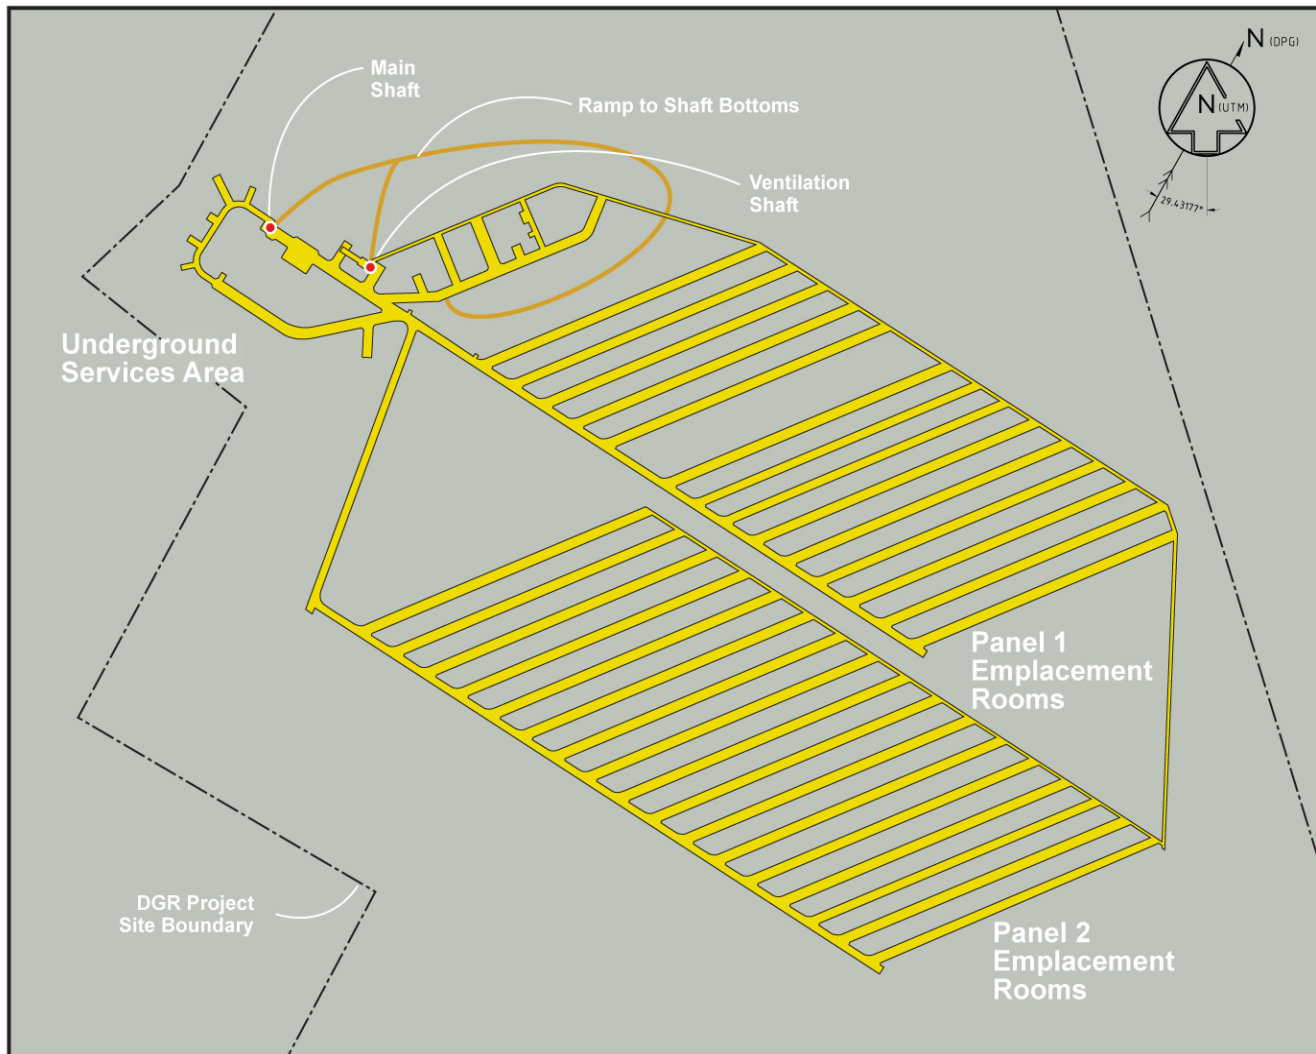 Main
Shaft
Ramp to Shaft Bottoms
Ventilation
Shaft
N (DPG)
N (UTM)
29.43177°
Underground
Services Area
Panel 1
Emplacement
Rooms
DGR Project
Site Boundary
Panel 2
Emplacement
Rooms